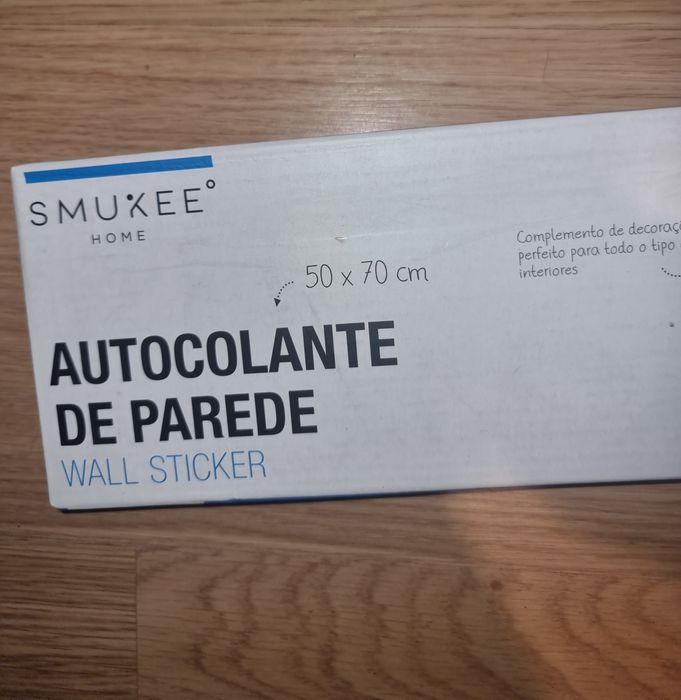 SMUKEE°
HOME
50 x 70 cm
Complemento de
perfeito para todo o tipo
interiores
AUTOCOLANTE
DE PAREDE
WALL STICKER